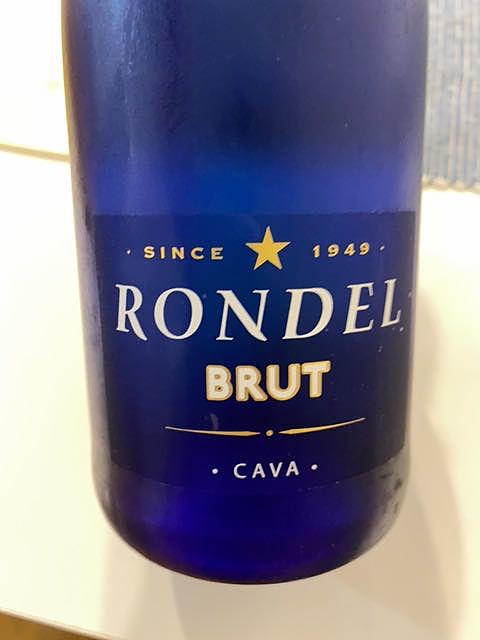 · SINCE ★ 1949 ·
RONDEL
BRUT
· CAVA ·